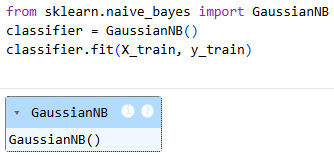 from sklearn.naive_bayes import GaussianNB
classifier = GaussianNB()
classifier.fit(X_train, y_train)
▾ GaussianNB i ?
GaussianNB()